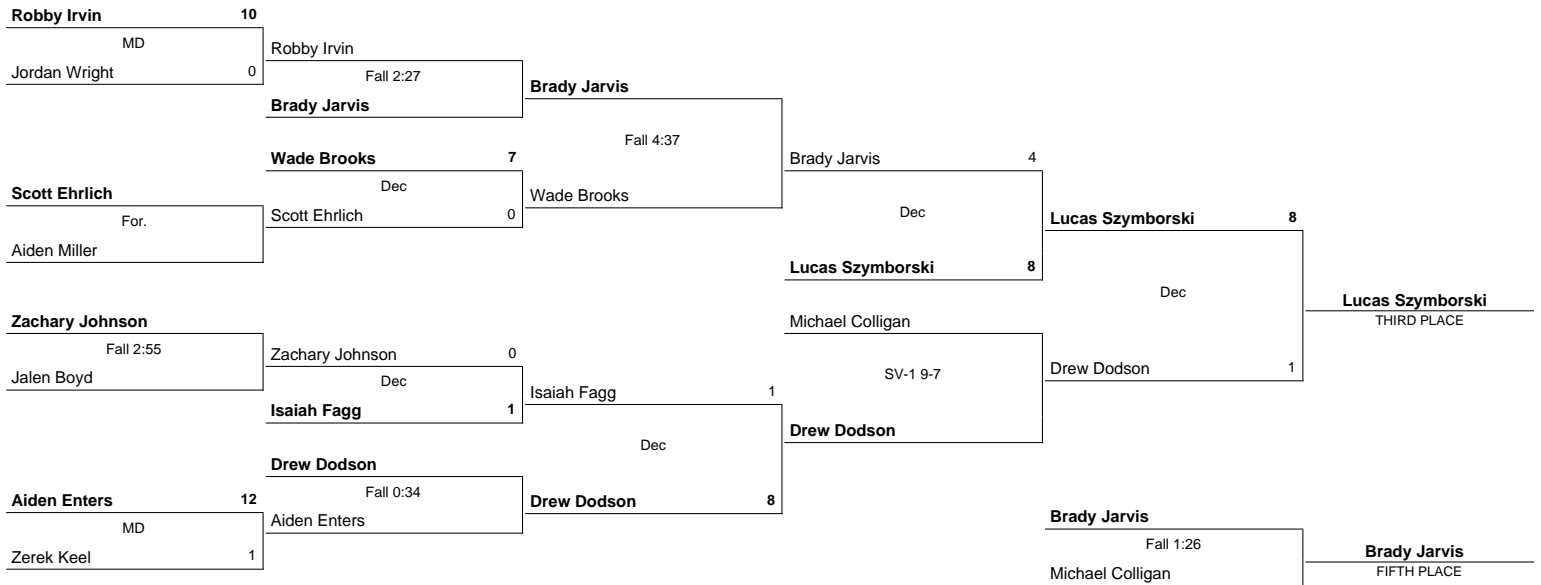 Robby Irvin 10
MD
Jordan Wright 0
Scott Ehrlich
For.
Aiden Miller
Zachary Johnson
Fall 2:55
Jalen Boyd
Aiden Enters 12
MD
Zerek Keel 1
Robby Irvin
Fall 2:27
Brady Jarvis
Wade Brooks 7
Dec
Scott Ehrlich 0
Zachary Johnson 0
Dec
Isaiah Fagg 1
Drew Dodson
Fall 0:34
Aiden Enters
Brady Jarvis
Fall 4:37
Wade Brooks
Isaiah Fagg 1
Dec
Drew Dodson 8
Brady Jarvis 4
Dec
Lucas Szymborski 8
Michael Colligan
SV-1 9-7
Drew Dodson
Lucas Szymborski 8
Dec
Drew Dodson 1
Lucas Szymborski
THIRD PLACE
Brady Jarvis
Fall 1:26
Michael Colligan
Brady Jarvis
FIFTH PLACE